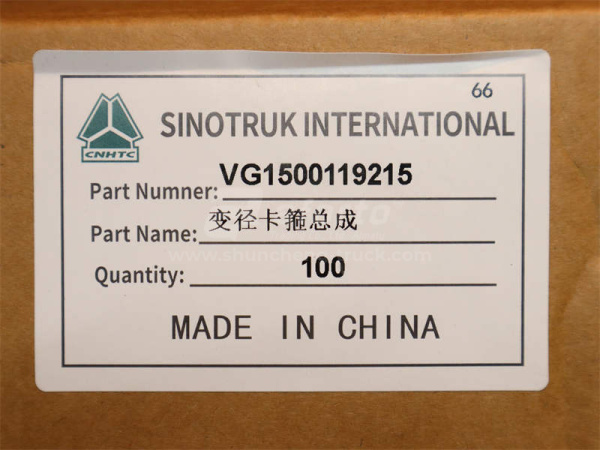 66
SINOTRUK INTERNATIONAL
CNHTC
Part Numner: VG1500119215
Part Name: 变径卡箍总成
Quantity: 100
MADE IN CHINA